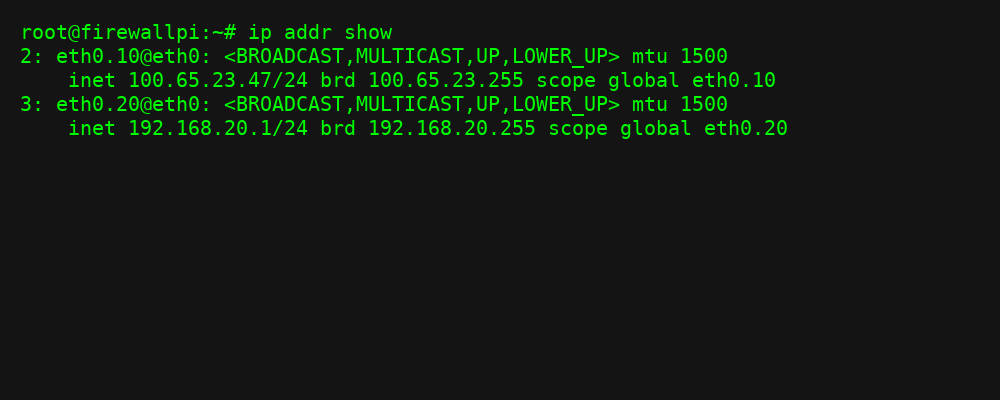 root@firewallpi:~# ip addr show
2: eth0.10@eth0: <BROADCAST,MULTICAST,UP,LOWER_UP> mtu 1500
    inet 100.65.23.47/24 brd 100.65.23.255 scope global eth0.10
3: eth0.20@eth0: <BROADCAST,MULTICAST,UP,LOWER_UP> mtu 1500
    inet 192.168.20.1/24 brd 192.168.20.255 scope global eth0.20